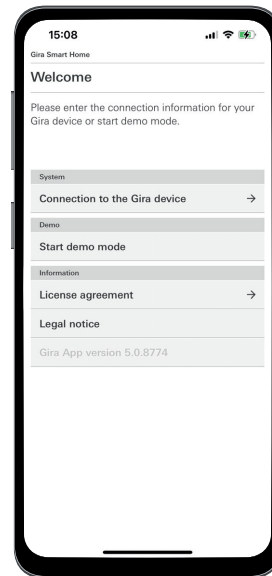 15:08
Gira Smart Home
Welcome
Please enter the connection information for your
Gira device or start demo mode.
System
Connection to the Gira device
Demo
Start demo mode
Information
License agreement
Legal notice
Gira App version 5.0.8774